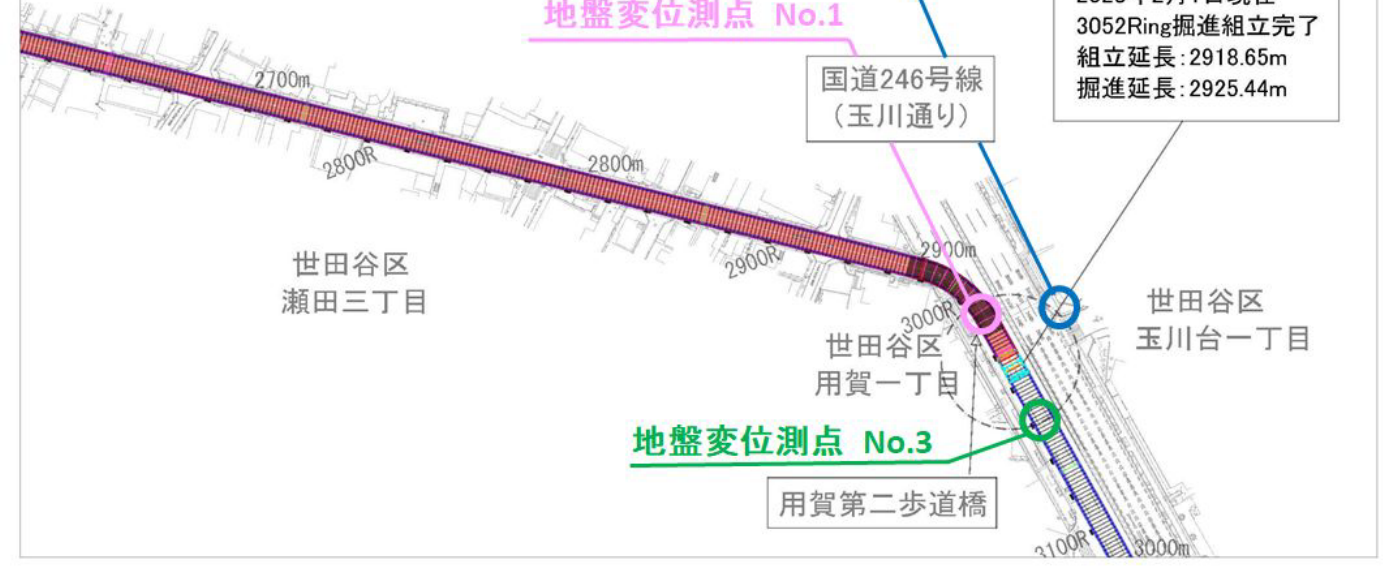 地盤変位測点 No.1
3052Ring掘進組立完了
組立延長:2918.65m
掘進延長:2925.44m
国道246号線
（玉川通り）
2700m
2800R
2800m
2900R
2900m
3000R
世田谷区
瀬田三丁目
世田谷区
用賀一丁目
世田谷区
玉川台一丁目
地盤変位測点 No.3
用賀第二歩道橋
3100R
3000m